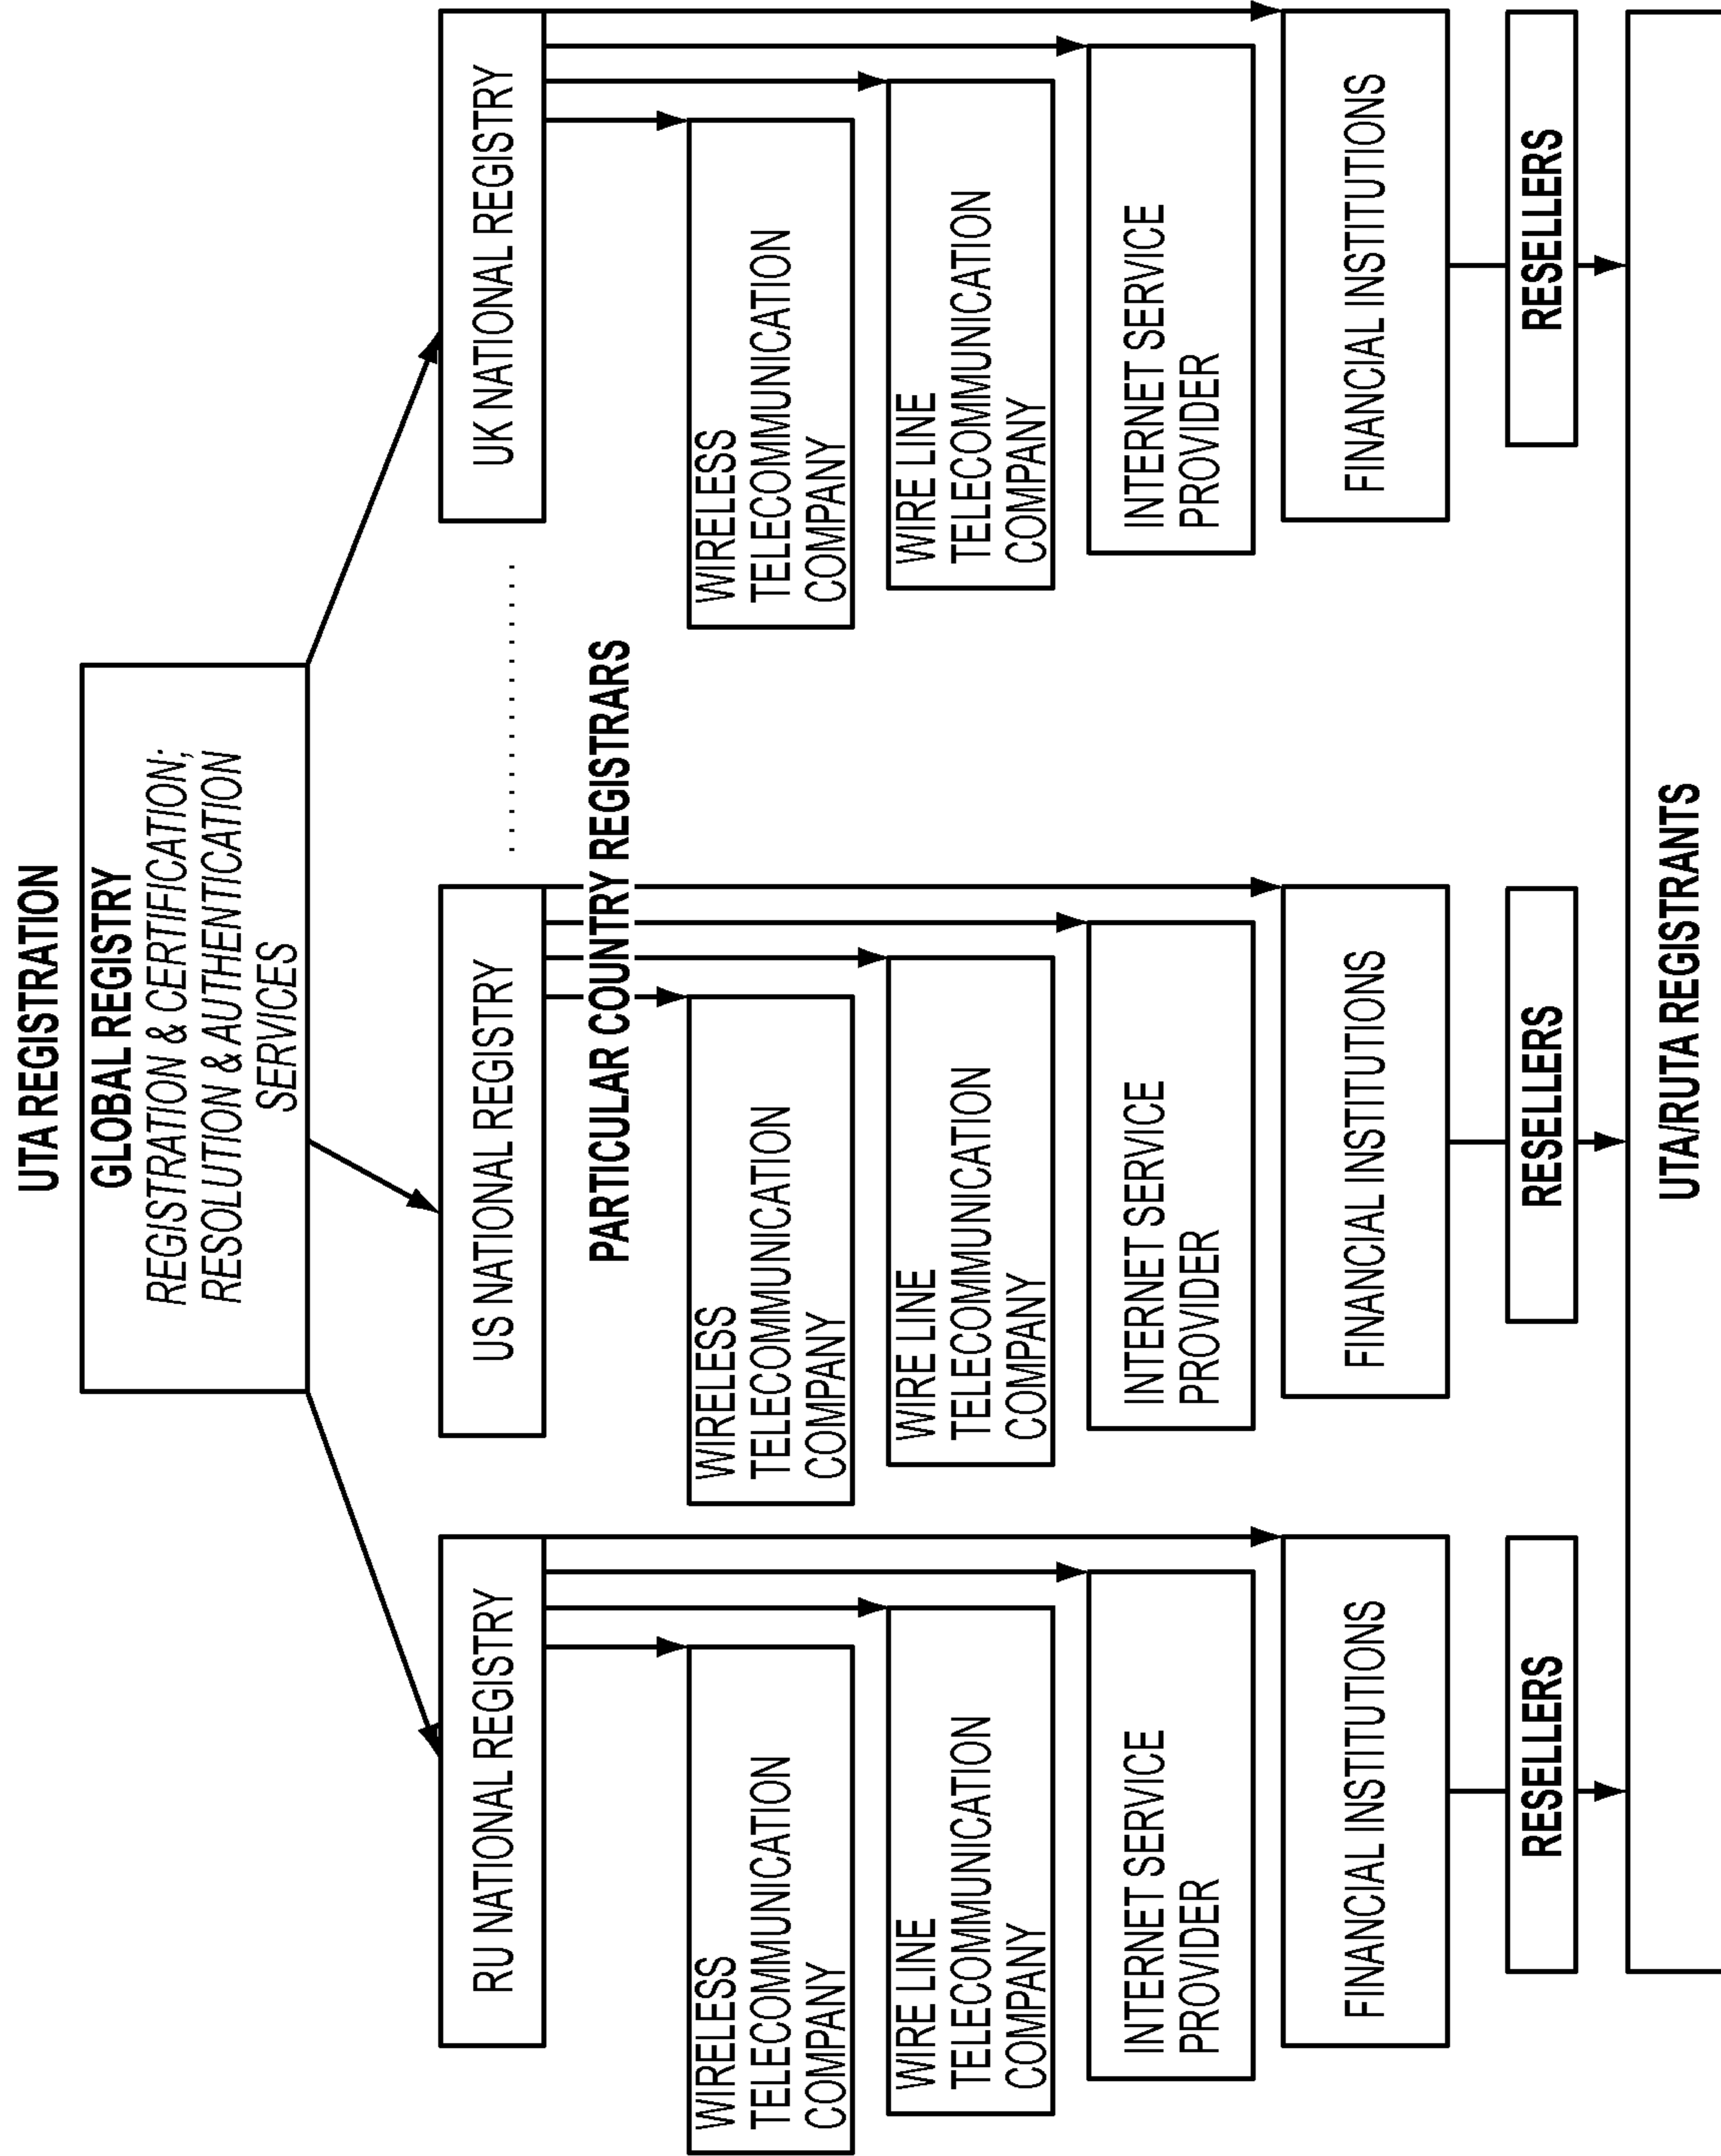 UTA REGISTRATION
GLOBAL REGISTRY
REGISTRATION & CERTIFICATION;
RESOLUTION & AUTHENTICATION
SERVICES
RU NATIONAL REGISTRY
US NATIONAL REGISTRY
UK NATIONAL REGISTRY
PARTICULAR COUNTRY REGISTRARS
WIRELESS
TELECOMMUNICATION
COMPANY
WIRE LINE
TELECOMMUNICATION
COMPANY
INTERNET SERVICE
PROVIDER
FINANCIAL INSTITUTIONS
RESELLERS
WIRELESS
TELECOMMUNICATION
COMPANY
WIRE LINE
TELECOMMUNICATION
COMPANY
INTERNET SERVICE
PROVIDER
FINANCIAL INSTITUTIONS
RESELLERS
WIRELESS
TELECOMMUNICATION
COMPANY
WIRE LINE
TELECOMMUNICATION
COMPANY
INTERNET SERVICE
PROVIDER
FINANCIAL INSTITUTIONS
RESELLERS
UTA/RUTA REGISTRANTS